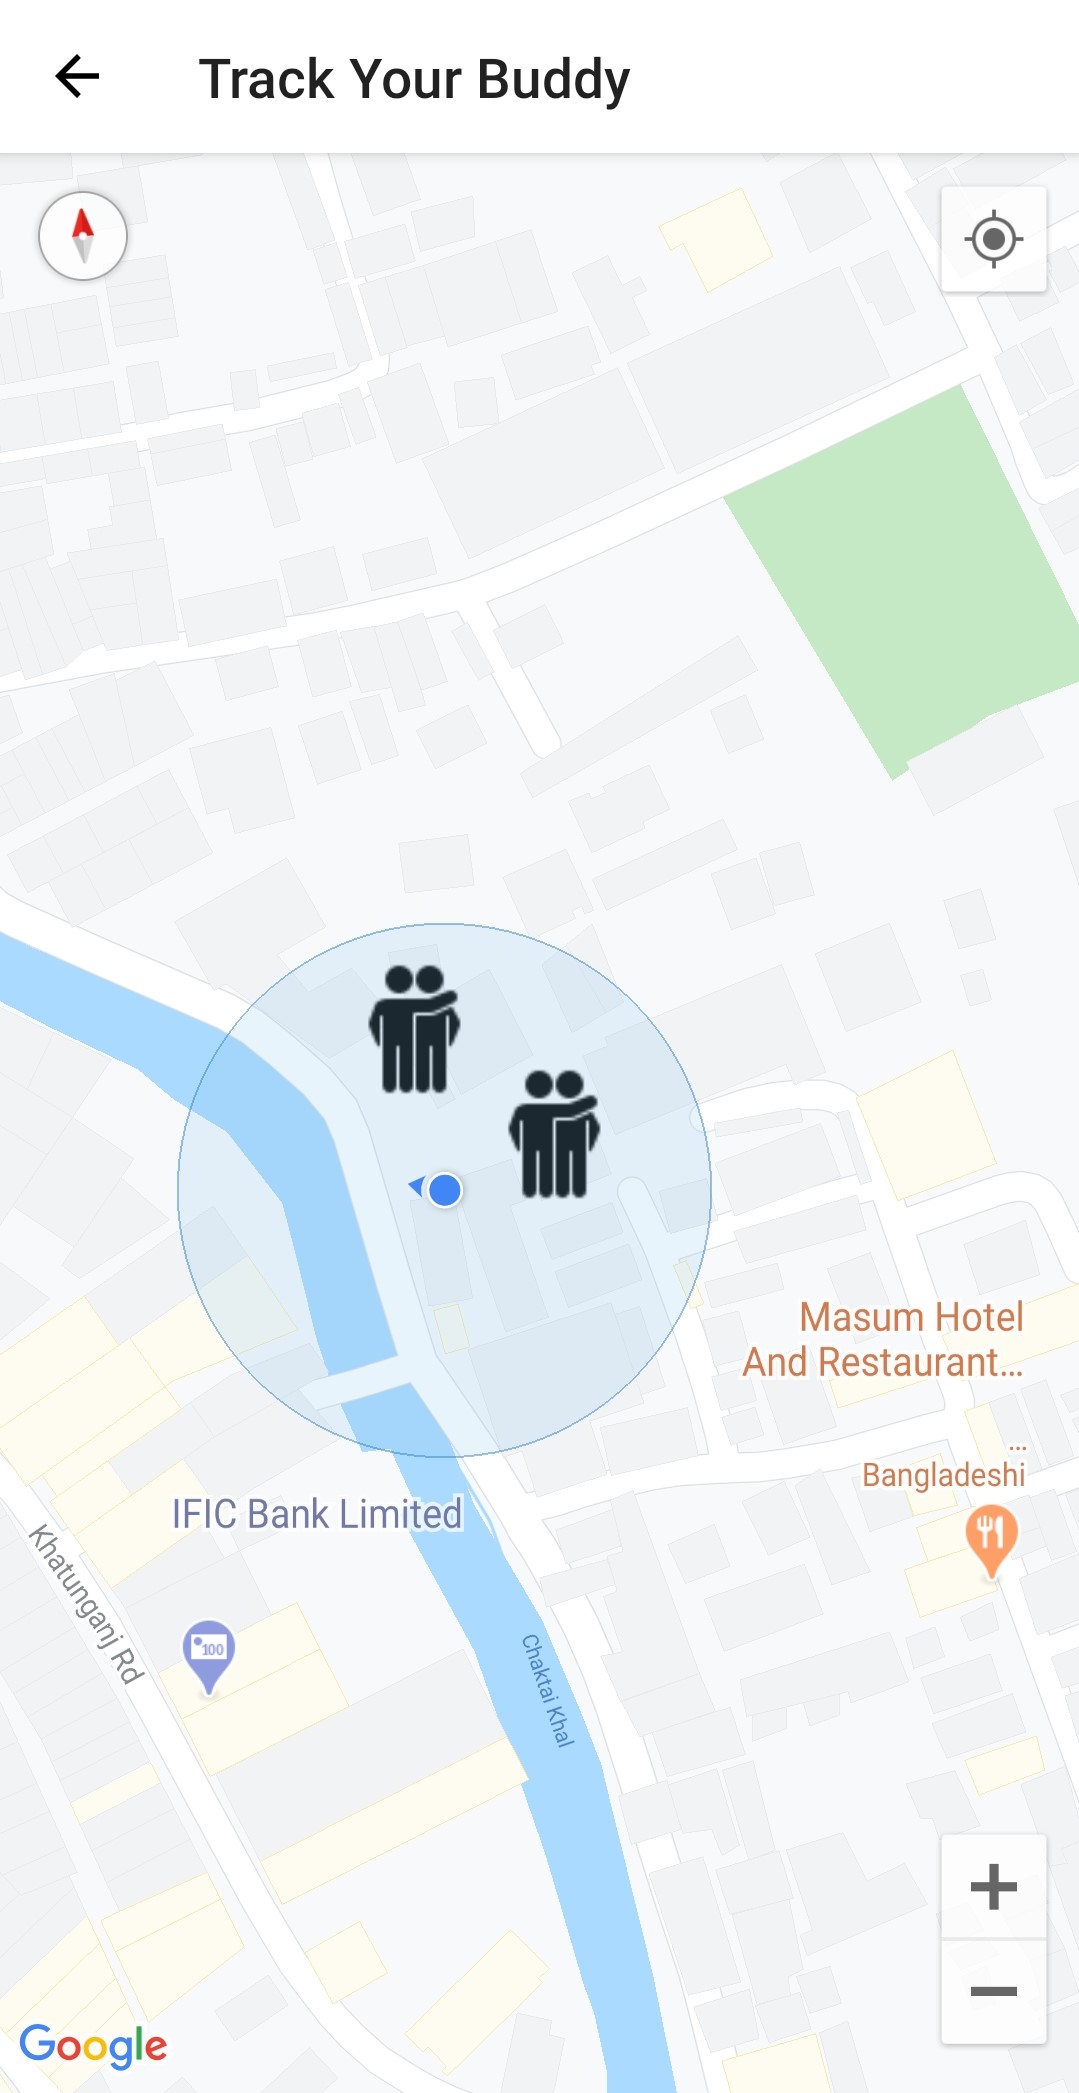 Track Your Buddy
Masum Hotel
And Restaurant...
...
Bangladeshi
IFIC Bank Limited
Khatunganj Rd
100
Chaktai Khal
Google